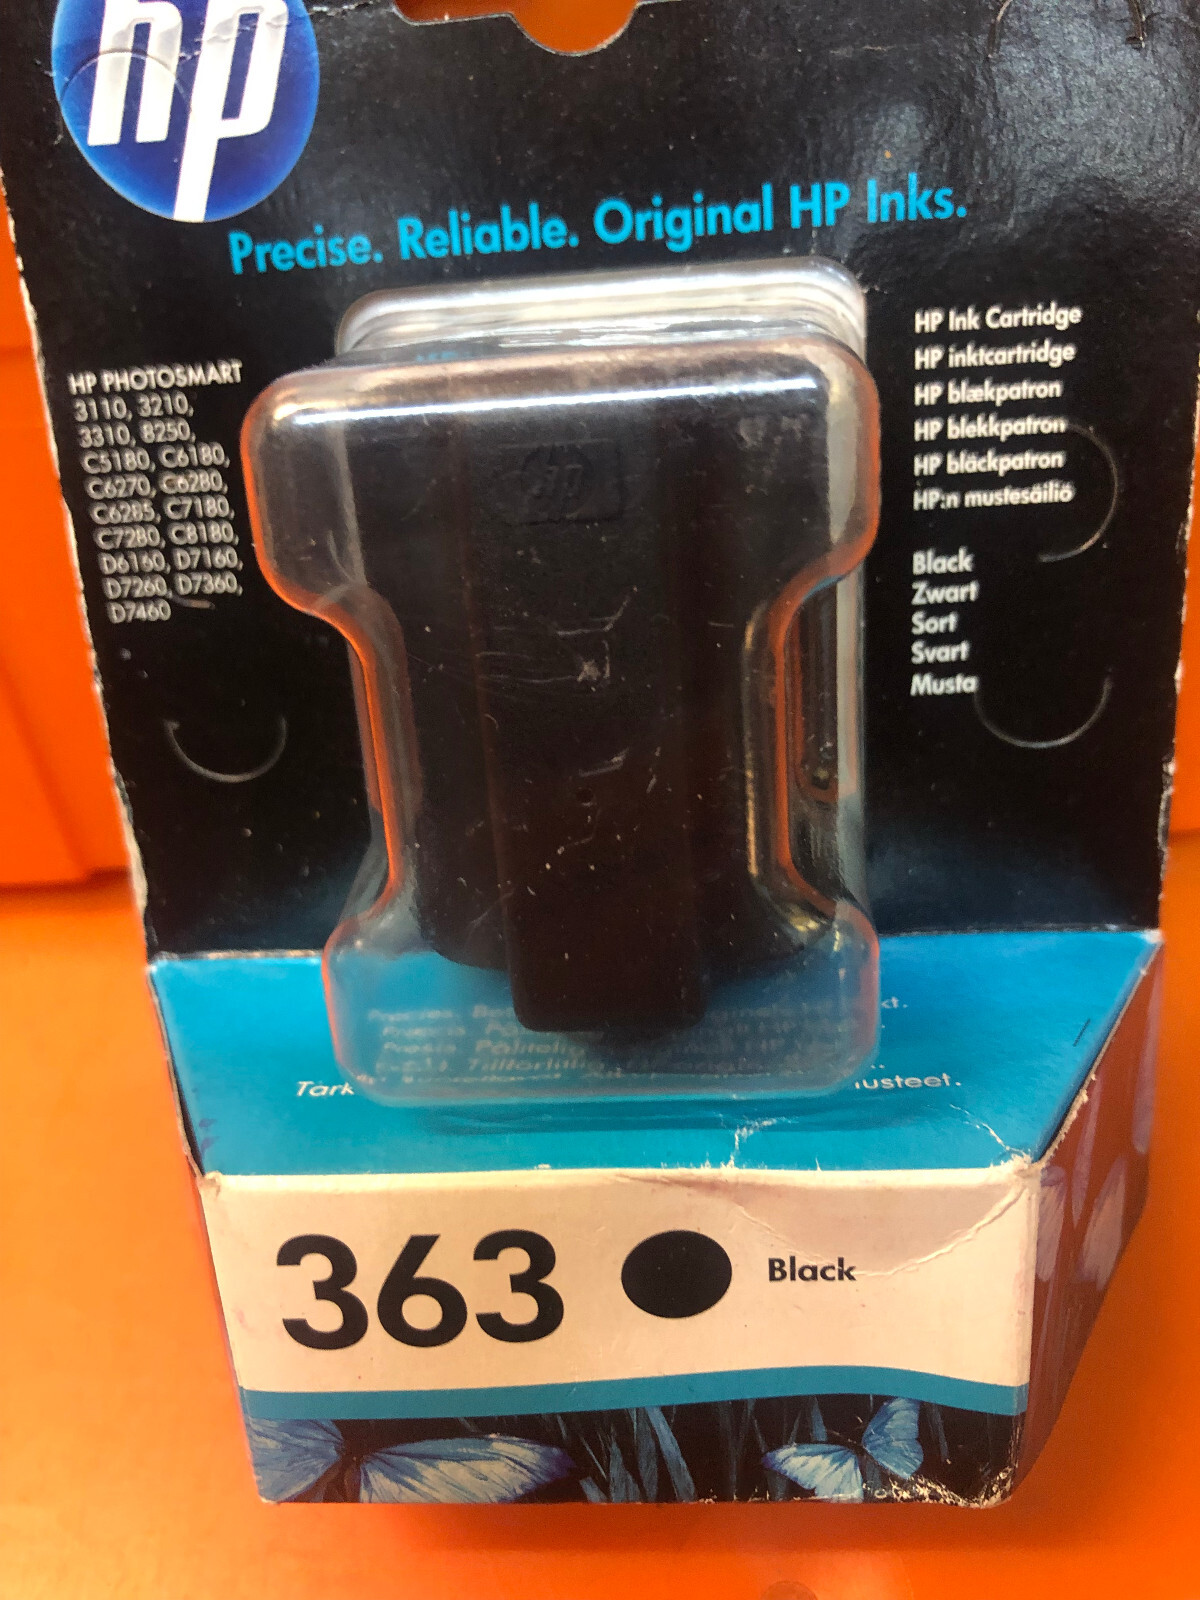 hp
Precise. Reliable. Original HP Inks.
HP PHOTOSMART
3110, 3210,
3310, 8250,
C5180, C6180,
C6270, C6280,
C6285, C7180,
C7280, C8180,
D6160, D7160,
D7260, D7360,
D7460
HP Ink Cartridge
HP inktcartridge
HP blækpatron
HP blekkpatron
HP bläckpatron
HP:n mustesäiliö
Black
Zwart
Sort
Svart
Musta
hp
363 Black